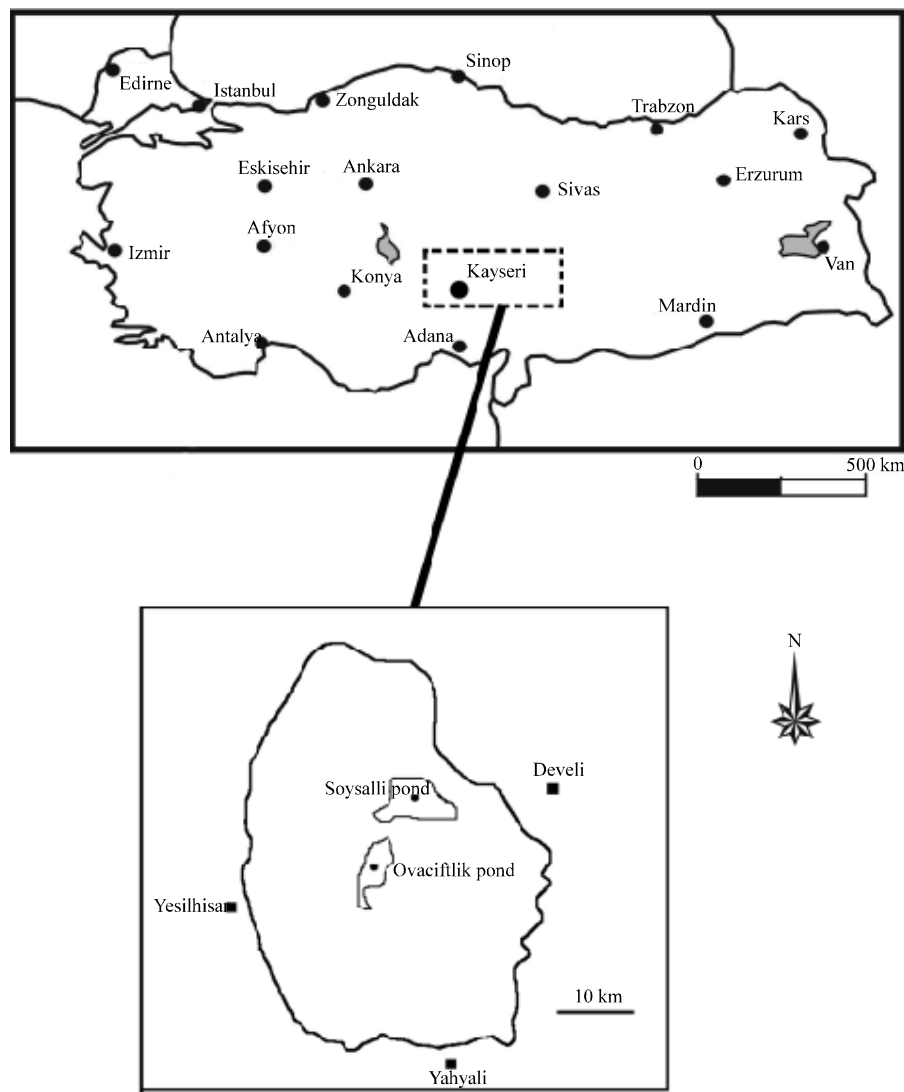 Sinop
Edirne
Istanbul
Zonguldak
Trabzon
Kars
Eskisehir
Ankara
Sivas
Erzurum
Afyon
Izmir
Konya
Kayseri
Van
Mardin
Antalya
Adana
0 500 km
N
Develi
Soysalli pond
Ovaciftlik pond
Yesilhisar
10 km
Yahyali